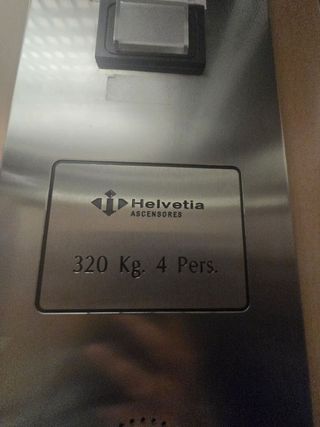 Helvetia
ASCENSORES
320 Kg. 4 Pers.